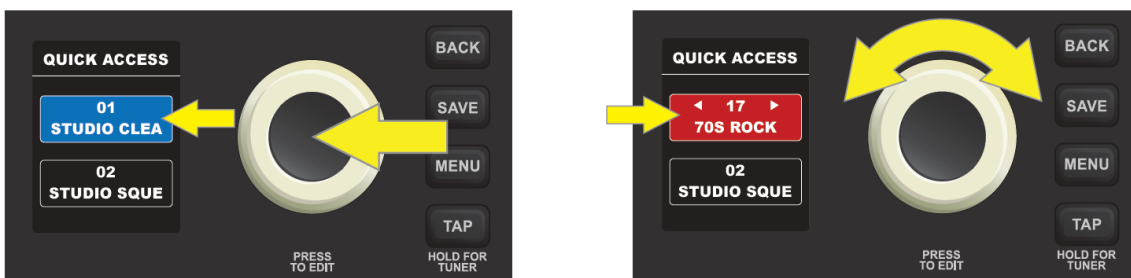 QUICK ACCESS
01
STUDIO CLEA
02
STUDIO SQUE
BACK
SAVE
MENU
TAP
PRESS
TO EDIT
HOLD FOR
TUNER
QUICK ACCESS
17
70S ROCK
02
STUDIO SQUE
BACK
SAVE
MENU
TAP
PRESS
TO EDIT
HOLD FOR
TUNER